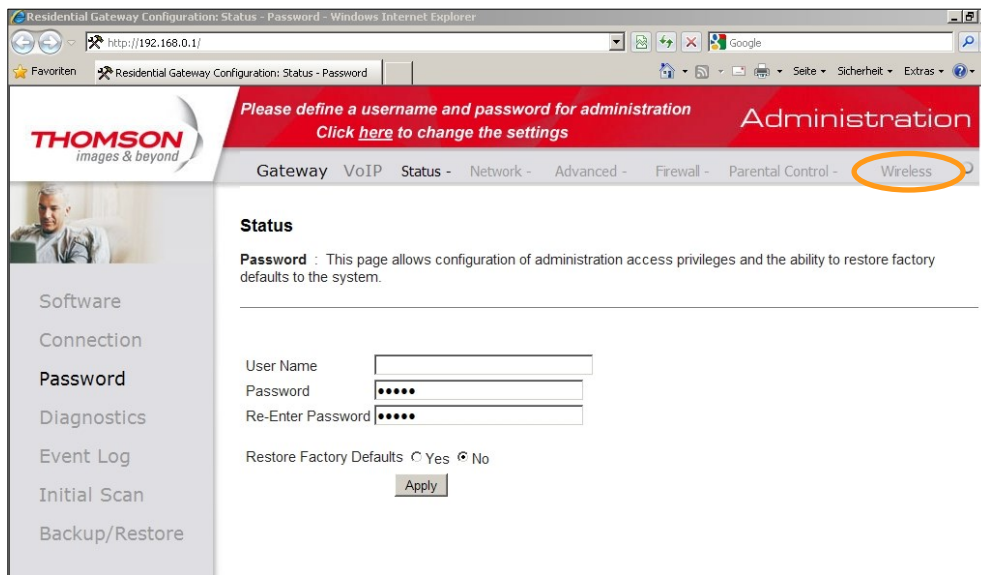 Residential Gateway Configuration: Status - Password - Windows Internet Explorer
http://192.168.0.1/
Google
Favoriten
Residential Gateway Configuration: Status - Password
Seite
Sicherheit
Extras
THOMSON
images & beyond
Please define a username and password for administration
Click here to change the settings
Administration
Gateway VoIP Status - Network - Advanced - Firewall - Parental Control - Wireless
Status
Password : This page allows configuration of administration access privileges and the ability to restore factory
defaults to the system.
Software
Connection
Password
Diagnostics
Event Log
Initial Scan
Backup/Restore
User Name
Password •••••
Re-Enter Password •••••
Restore Factory Defaults Yes No
Apply